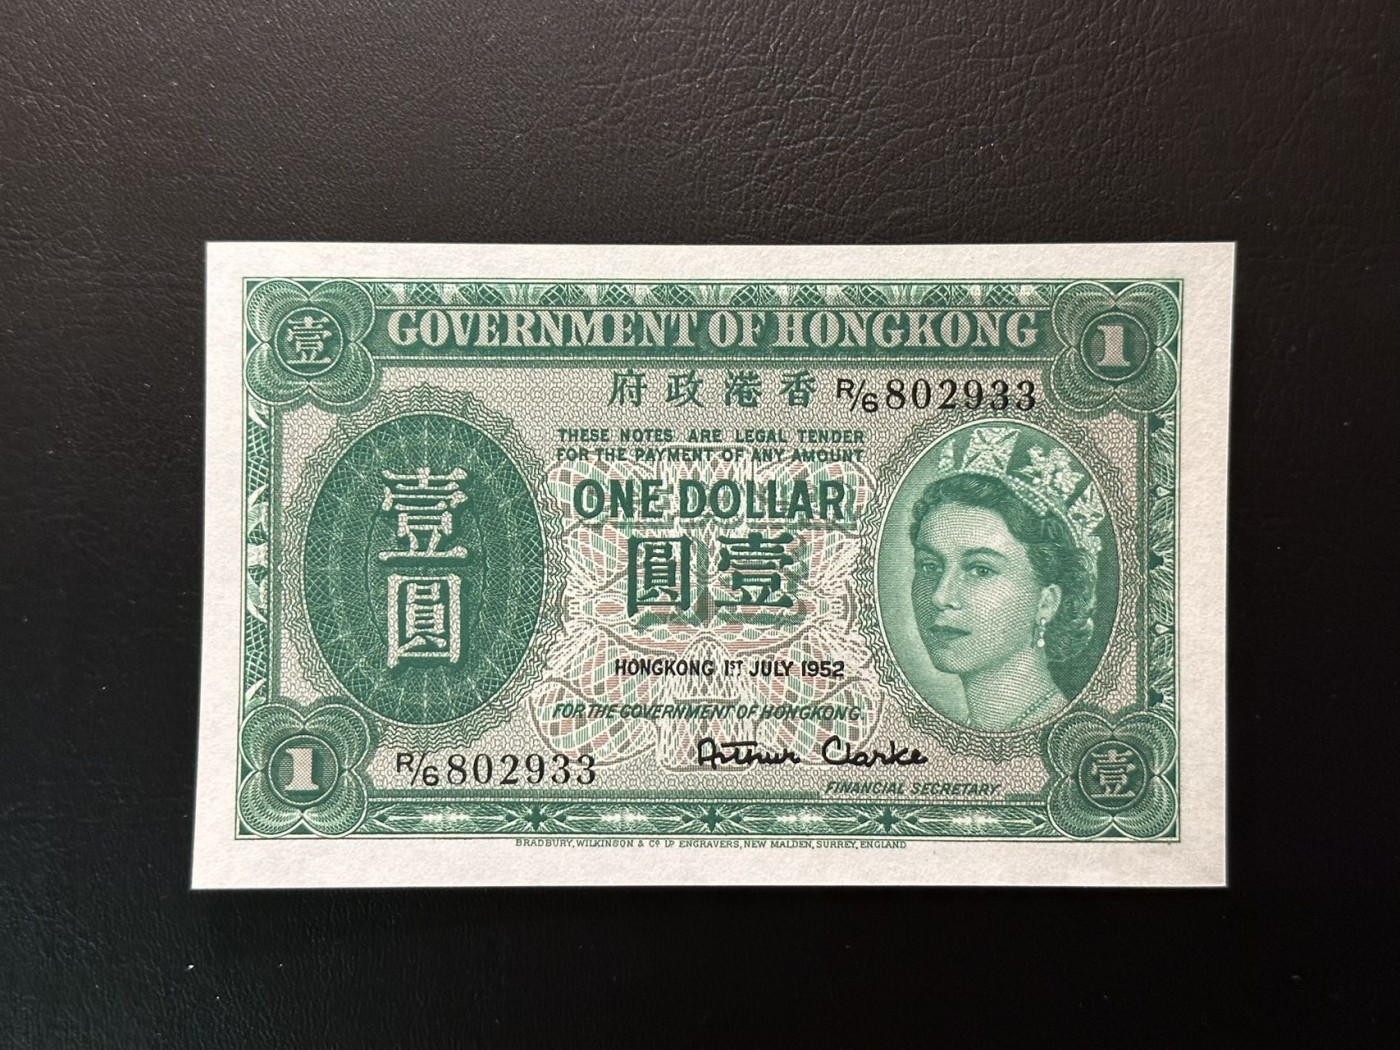 壹 GOVERNMENT OF HONGKONG 1
府政港香 R/6 802933
THESE NOTES ARE LEGAL TENDER
FOR THE PAYMENT OF ANY AMOUNT
ONE DOLLAR
圓壹
壹圓
HONGKONG 1ST JULY 1952
FOR THE GOVERNMENT OF HONGKONG
Arthur Clarke
1 R/6 802933
FINANCIAL SECRETARY
壹
BRADBURY, WILKINSON & Co. LD. ENGRAVERS, NEW MALDEN, SURREY, ENGLAND